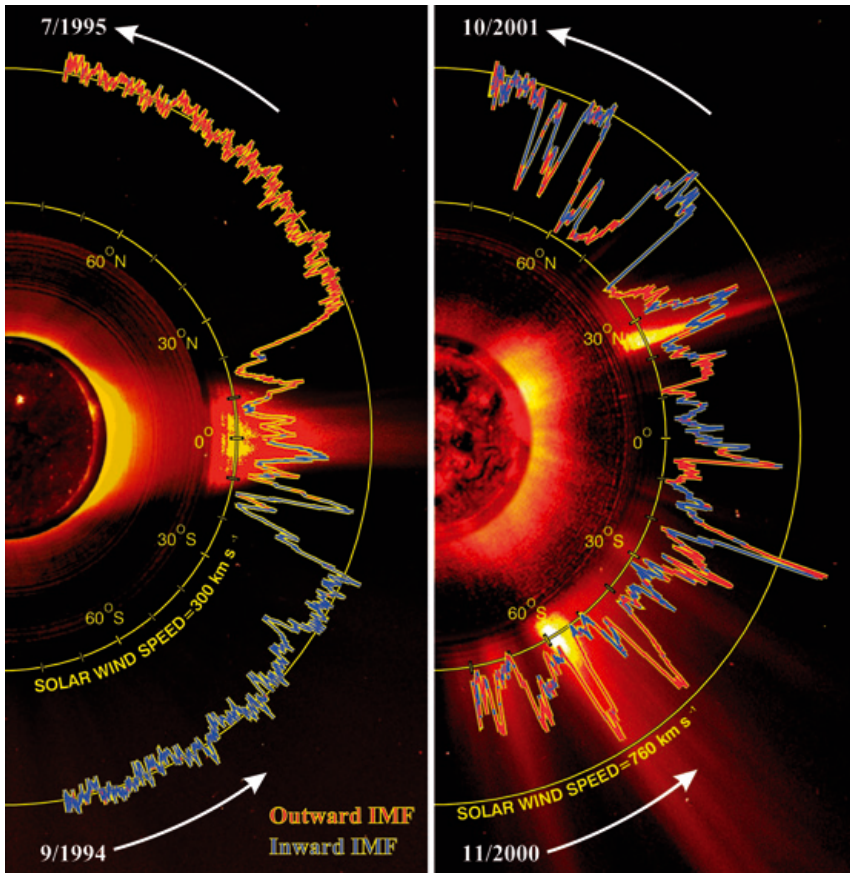 7/1995
60°N
30°N
0°
30°S
60°S
SOLAR WIND SPEED=300 km s⁻¹
Outward IMF
Inward IMF
9/1994
10/2001
60°N
30°N
0°
30°S
60°S
SOLAR WIND SPEED=760 km s⁻¹
11/2000